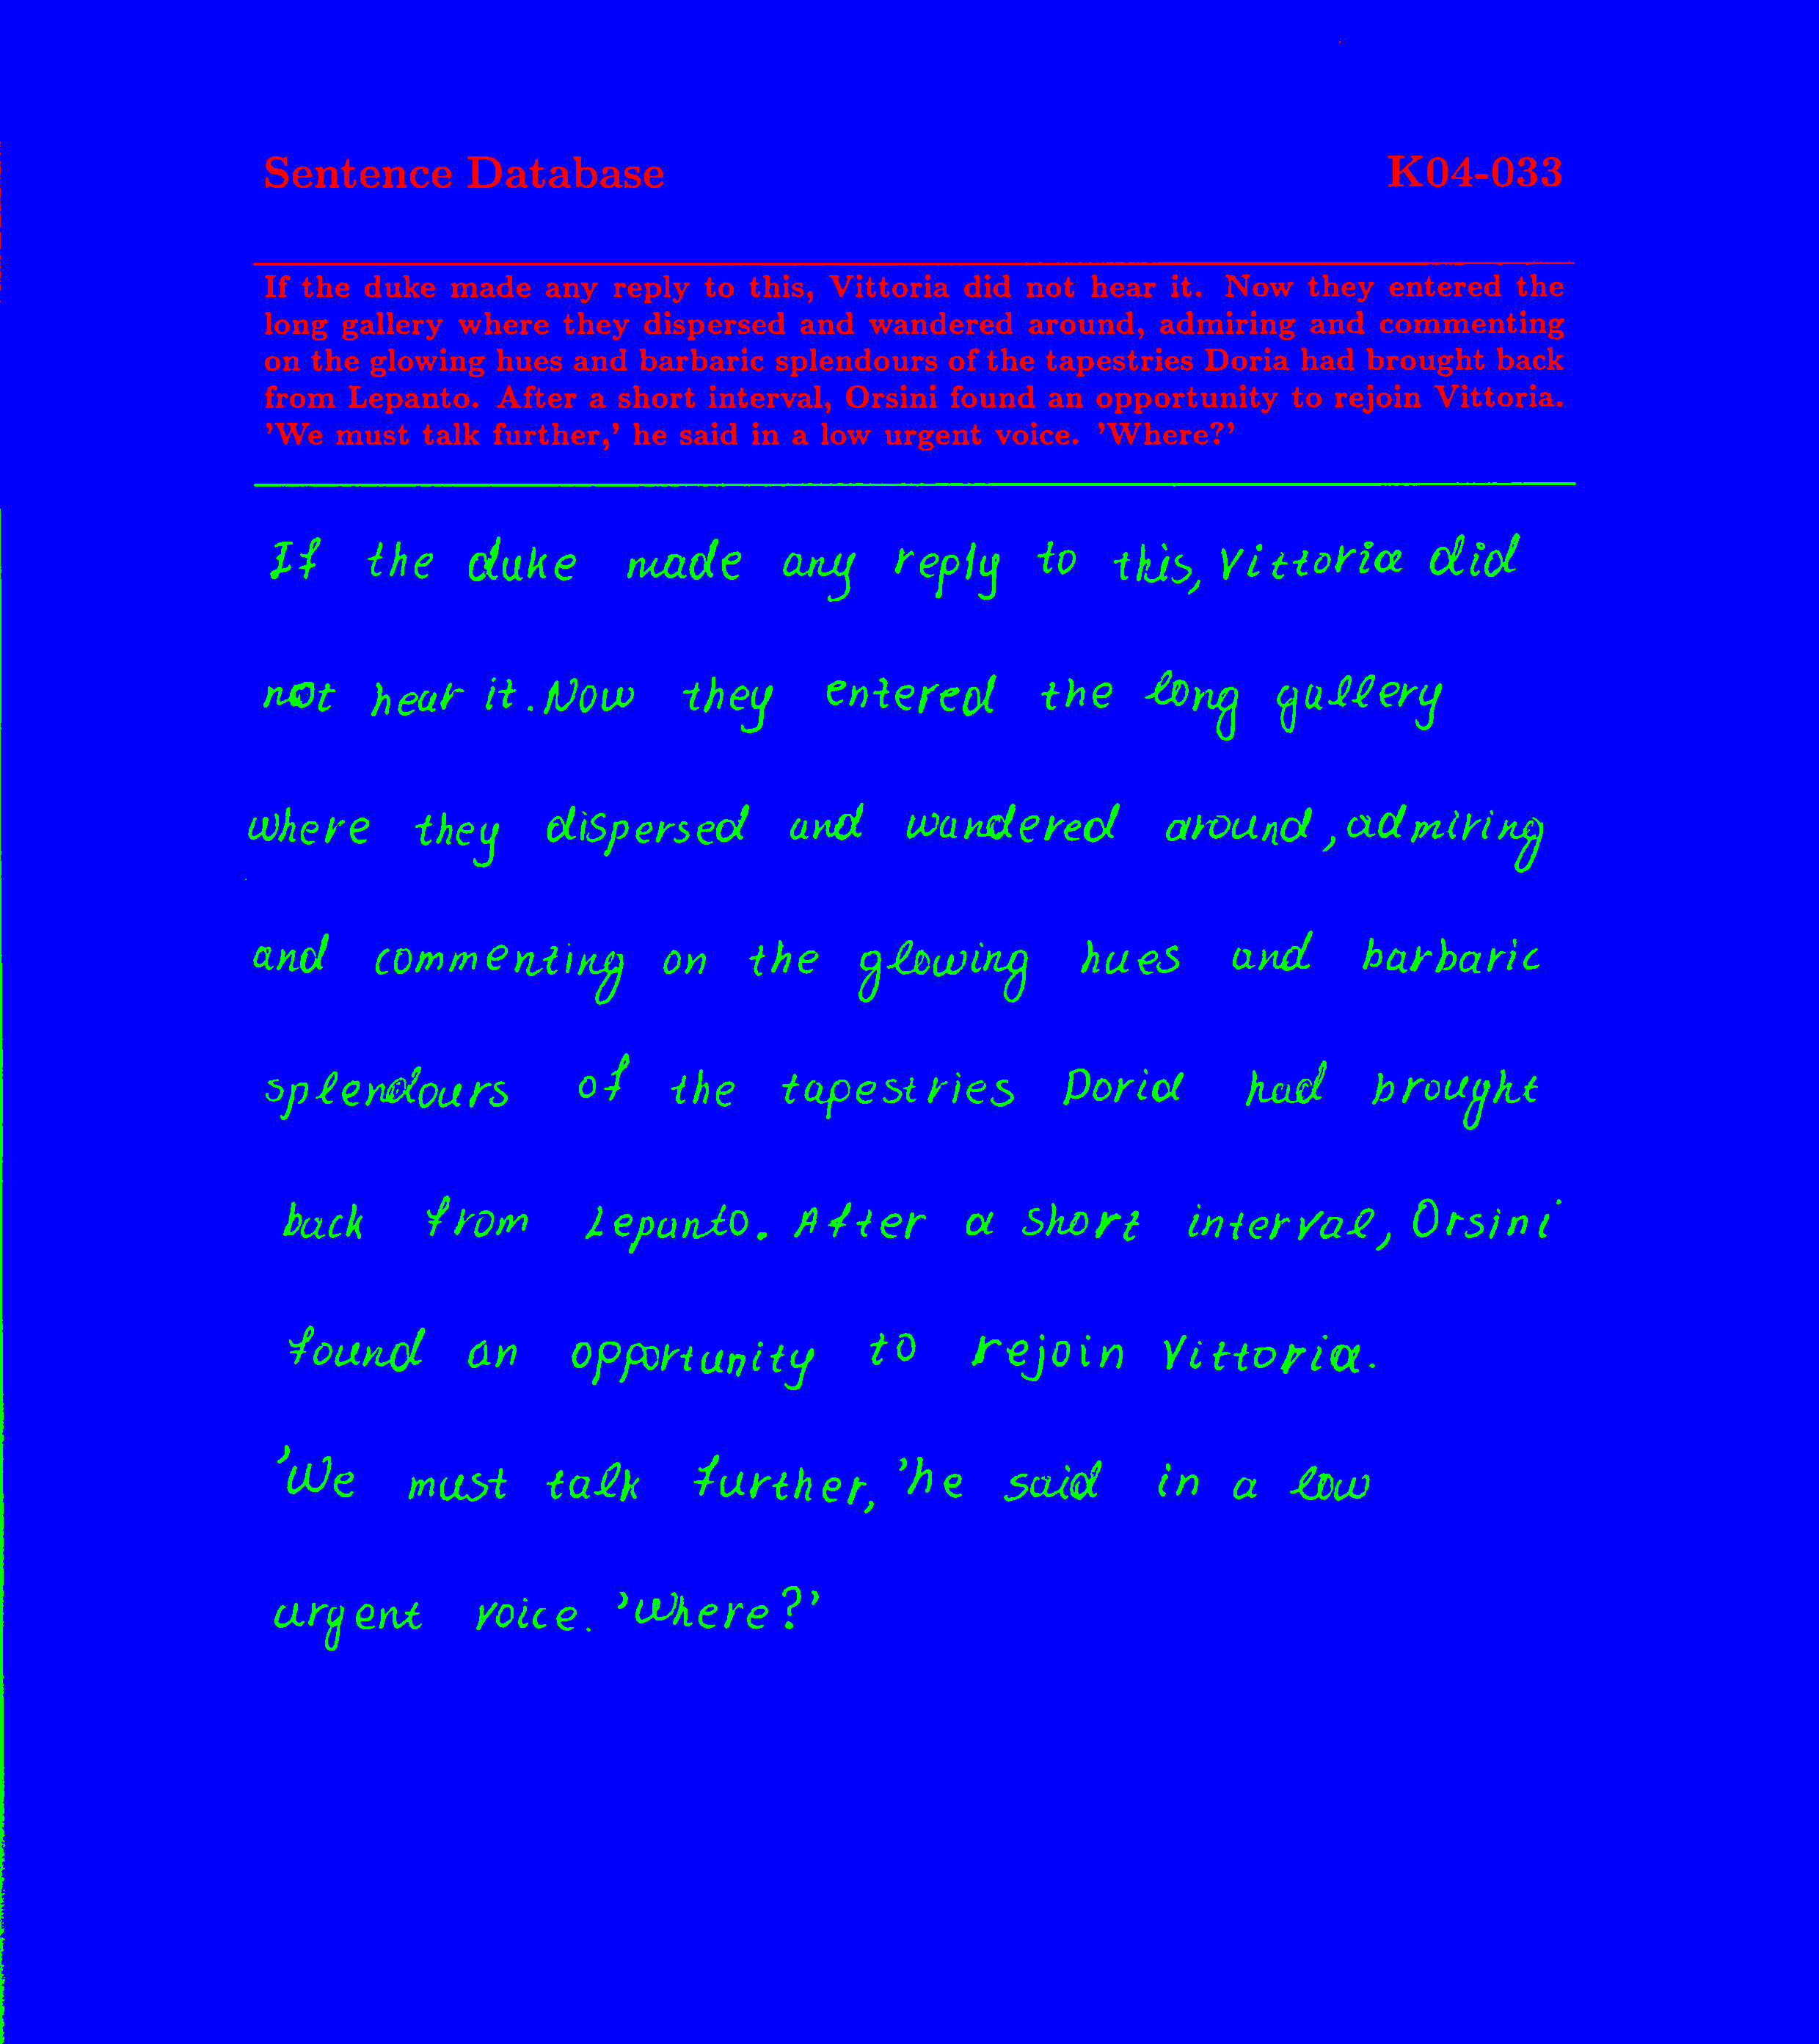 Sentence Database K04-033
If the duke made any reply to this, Vittoria did not hear it. Now they entered the
long gallery where they dispersed and wandered around, admiring and commenting
on the glowing hues and barbaric splendours of the tapestries Doria had brought back
from Lepanto. After a short interval, Orsini found an opportunity to rejoin Vittoria.
'We must talk further,' he said in a low urgent voice. 'Where?'
If the duke made any reply to this, Vittoria did
not hear it. Now they entered the long gallery
where they dispersed and wandered around, admiring
and commenting on the glowing hues and barbaric
splendours of the tapestries Doria had brought
back from Lepanto. After a short interval, Orsini
found an opportunity to rejoin Vittoria.
'We must talk further,' he said in a low
urgent voice. 'Where?'